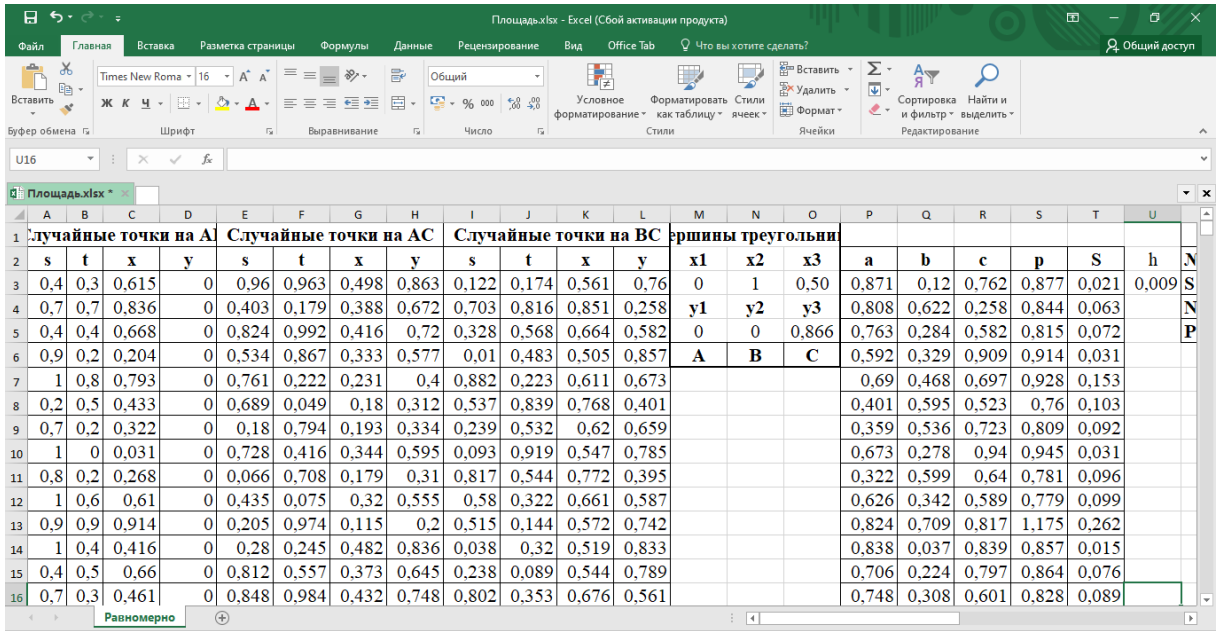 Площадь.xlsx - Excel (Сбой активации продукта)
Файл Главная Вставка Разметка страницы Формулы Данные Рецензирование Вид Office Tab Что вы хотите сделать? Общий доступ
Вставить Times New Roma 16 Общий Условное форматирование Форматировать как таблицу Стили ячеек Вставить Удалить Формат Сортировка и фильтр Найти и выделить
Ж К Ч % 000
Буфер обмена Шрифт Выравнивание Число Стили Ячейки Редактирование
U16 fx
Площадь.xlsx *
A B C D E F G H I J K L M N O P Q R S T U
1 Случайные точки на А Случайные точки на АС Случайные точки на ВС ершины треугольни
2 s t x y s t x y s t x y x1 x2 x3 a b c p S h N
3 0,4 0,3 0,615 0 0,96 0,963 0,498 0,863 0,122 0,174 0,561 0,76 0 1 0,50 0,871 0,12 0,762 0,877 0,021 0,009 S
4 0,7 0,7 0,836 0 0,403 0,179 0,388 0,672 0,703 0,816 0,851 0,258 y1 y2 y3 0,808 0,622 0,258 0,844 0,063 N
5 0,4 0,4 0,668 0 0,824 0,992 0,416 0,72 0,328 0,568 0,664 0,582 0 0 0,866 0,763 0,284 0,582 0,815 0,072 P
6 0,9 0,2 0,204 0 0,534 0,867 0,333 0,577 0,01 0,483 0,505 0,857 A B C 0,592 0,329 0,909 0,914 0,031
7 1 0,8 0,793 0 0,761 0,222 0,231 0,4 0,882 0,223 0,611 0,673 0,69 0,468 0,697 0,928 0,153
8 0,2 0,5 0,433 0 0,689 0,049 0,18 0,312 0,537 0,839 0,768 0,401 0,401 0,595 0,523 0,76 0,103
9 0,7 0,2 0,322 0 0,18 0,794 0,193 0,334 0,239 0,532 0,62 0,659 0,359 0,536 0,723 0,809 0,092
10 1 0 0,031 0 0,728 0,416 0,344 0,595 0,093 0,919 0,547 0,785 0,673 0,278 0,94 0,945 0,031
11 0,8 0,2 0,268 0 0,066 0,708 0,179 0,31 0,817 0,544 0,772 0,395 0,322 0,599 0,64 0,781 0,096
12 1 0,6 0,61 0 0,435 0,075 0,32 0,555 0,58 0,322 0,661 0,587 0,626 0,342 0,589 0,779 0,099
13 0,9 0,9 0,914 0 0,205 0,974 0,115 0,2 0,515 0,144 0,572 0,742 0,824 0,709 0,817 1,175 0,262
14 1 0,4 0,416 0 0,28 0,245 0,482 0,836 0,038 0,32 0,519 0,833 0,838 0,037 0,839 0,857 0,015
15 0,4 0,5 0,66 0 0,812 0,557 0,373 0,645 0,238 0,089 0,544 0,789 0,706 0,224 0,797 0,864 0,076
16 0,7 0,3 0,461 0 0,848 0,984 0,432 0,748 0,802 0,353 0,676 0,561 0,748 0,308 0,601 0,828 0,089
Равномерно